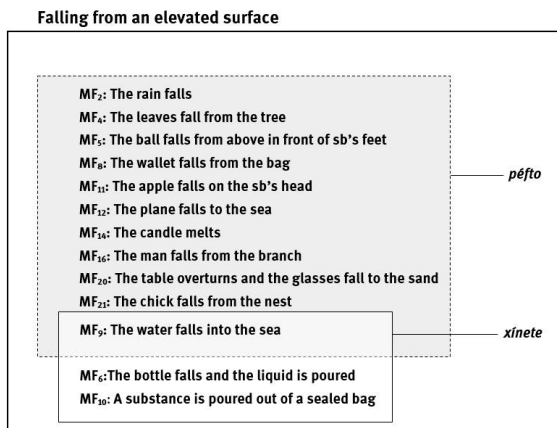 Falling from an elevated surface
MF₂: The rain falls
MF₄: The leaves fall from the tree
MF₅: The ball falls from above in front of sb's feet
MF₈: The wallet falls from the bag
MF₁₁: The apple falls on the sb's head
MF₁₂: The plane falls to the sea
MF₁₄: The candle melts
MF₁₆: The man falls from the branch
MF₂₀: The table overturns and the glasses fall to the sand
MF₂₁: The chick falls from the nest
MF₉: The water falls into the sea
MF₆:The bottle falls and the liquid is poured
MF₁₀: A substance is poured out of a sealed bag
péfto
xínete